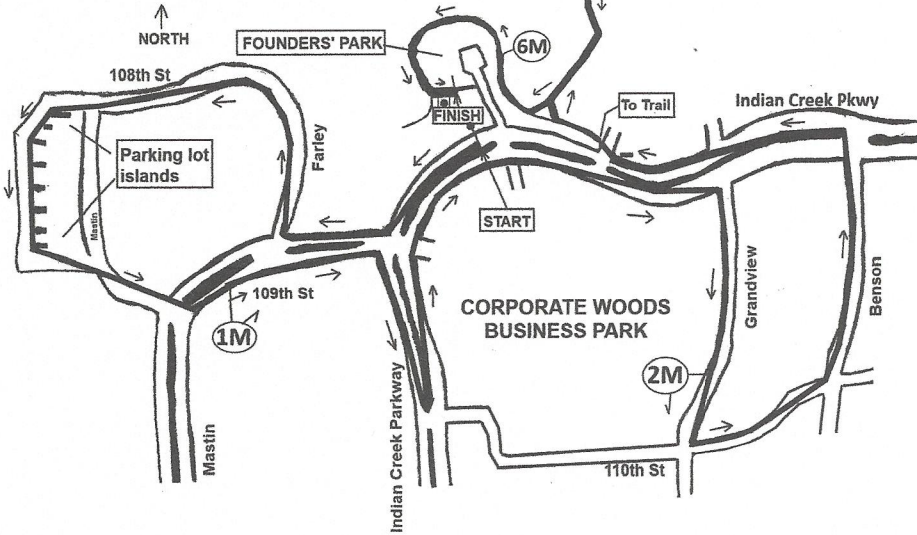 NORTH
FOUNDERS' PARK
6M
108th St
To Trail
Indian Creek Pkwy
FINISH
Parking lot
islands
Farley
Mastin
START
109th St
1M
CORPORATE WOODS
BUSINESS PARK
Grandview
Benson
2M
Mastin
Indian Creek Parkway
110th St